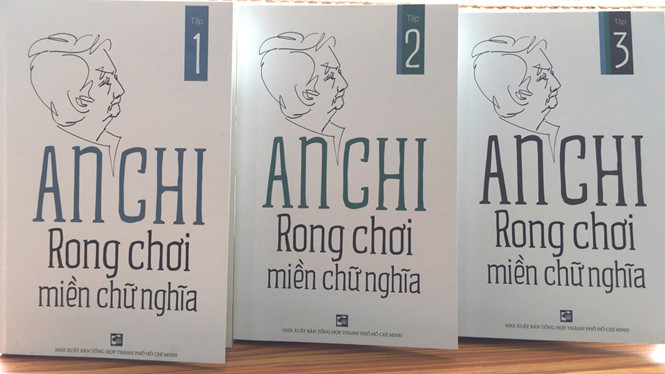 Tập
1
AN CHI
Rong chơi
miền chữ nghĩa
NHÀ XUẤT BẢN TỔNG HỢP THÀNH PHỐ HỒ CHÍ MINH
Tập
2
AN CHI
Rong chơi
miền chữ nghĩa
NHÀ XUẤT BẢN TỔNG HỢP THÀNH PHỐ HỒ CHÍ MINH
Tập
3
AN CHI
Rong chơi
miền chữ nghĩa
NHÀ XUẤT BẢN TỔNG HỢP THÀNH PHỐ HỒ CHÍ MINH